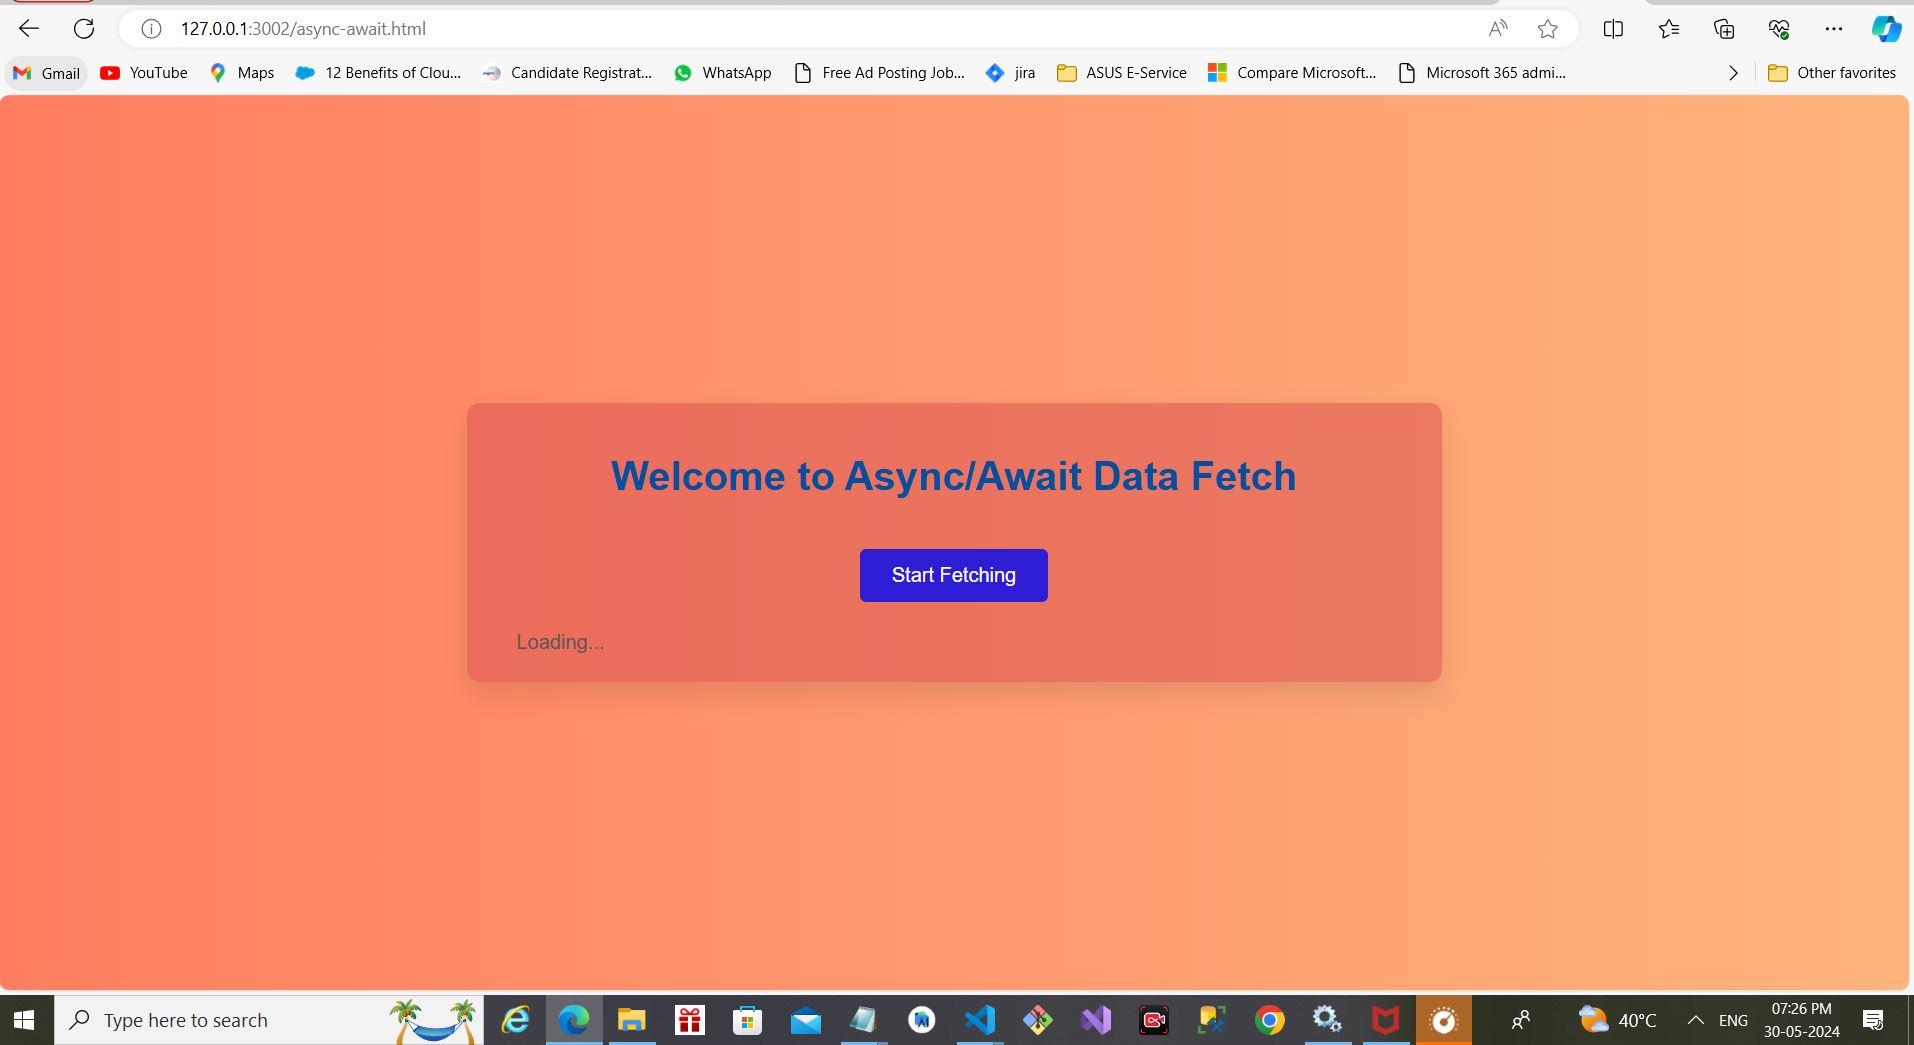 127.0.0.1:3002/async-await.html
Gmail YouTube Maps 12 Benefits of Clou... Candidate Registrat... WhatsApp Free Ad Posting Job... jira ASUS E-Service Compare Microsoft... Microsoft 365 admi... Other favorites
Welcome to Async/Await Data Fetch
Start Fetching
Loading...
Type here to search
40°C ENG
07:26 PM
30-05-2024